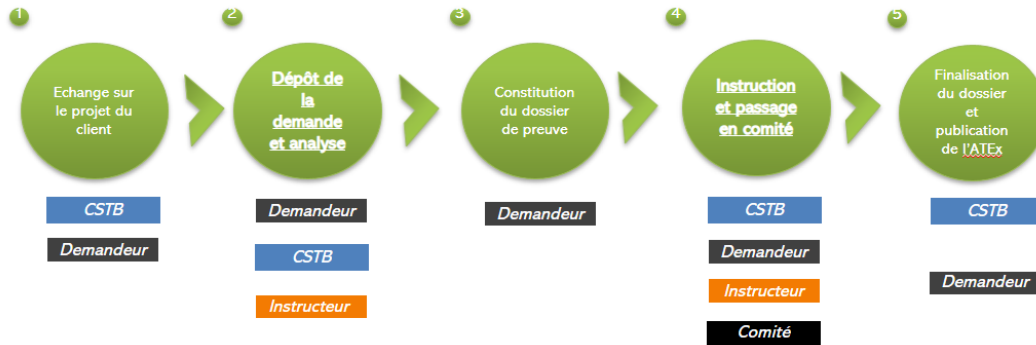 1
2
3
4
5
Echange sur
le projet du
client
Dépôt de
la
demande
et analyse
Constitution
du dossier
de preuve
Instruction
et passage
en comité
Finalisation
du dossier
et
publication
de l'ATEx
CSTB
Demandeur
Demandeur
CSTB
Instructeur
Demandeur
CSTB
Demandeur
Instructeur
Comité
CSTB
Demandeur